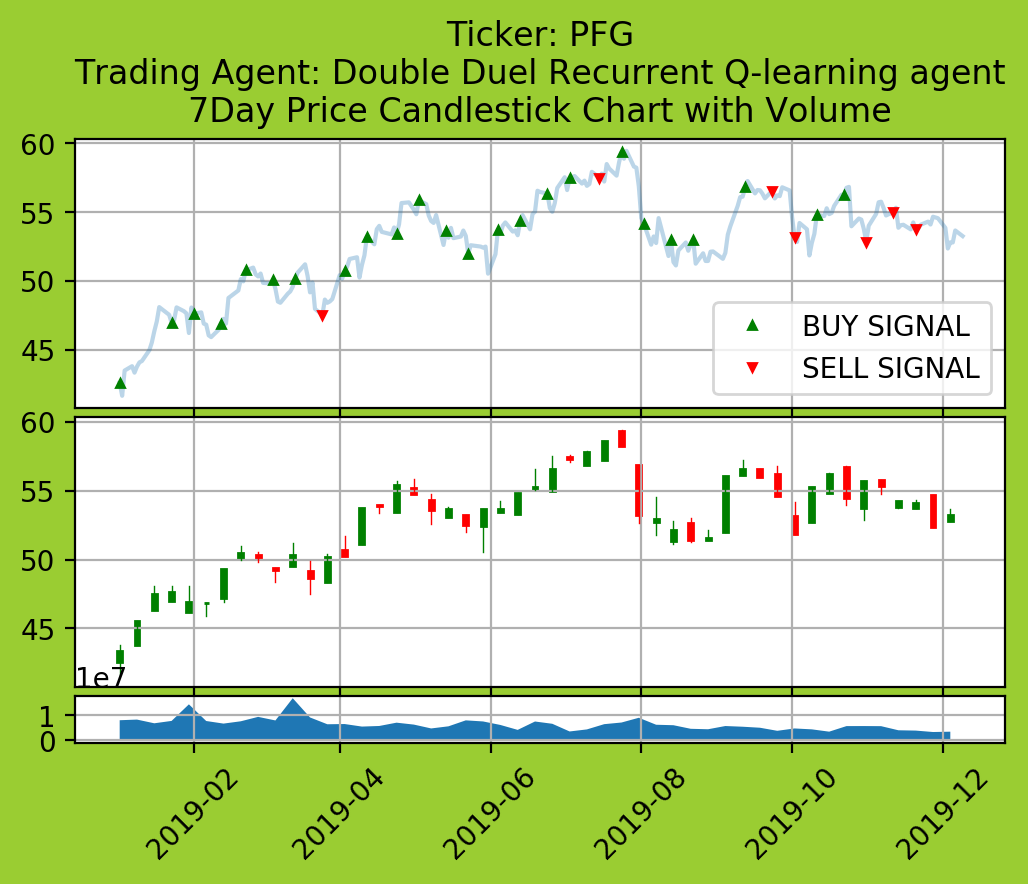 Ticker: PFG
Trading Agent: Double Duel Recurrent Q-learning agent
7Day Price Candlestick Chart with Volume
60
55
50
45
BUY SIGNAL
SELL SIGNAL
60
55
50
45
1e7
1
0
2019-02
2019-04
2019-06
2019-08
2019-10
2019-12